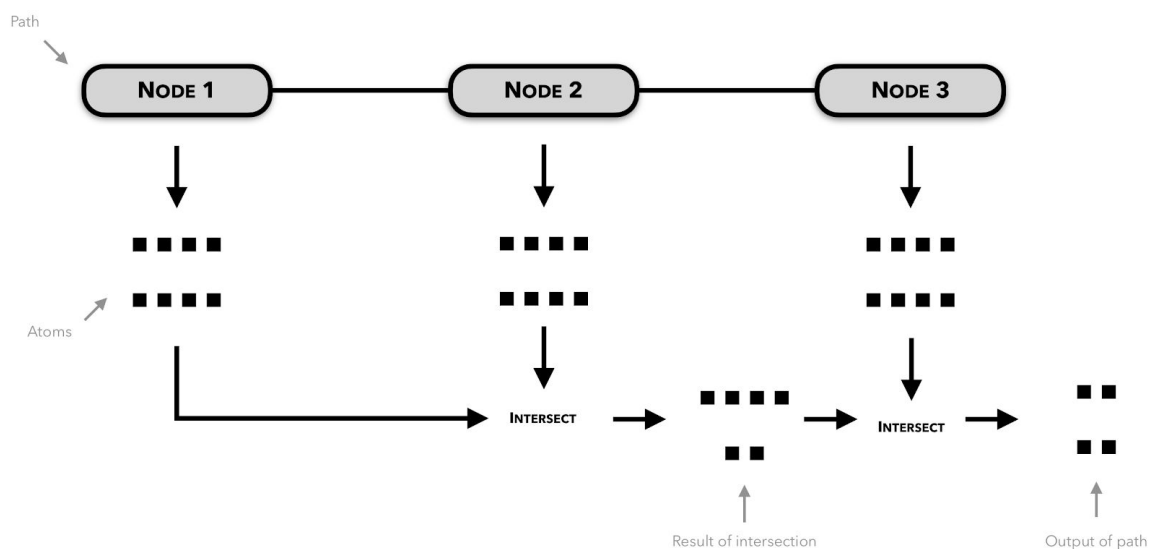 Path
NODE 1
NODE 2
NODE 3
Atoms
INTERSECT
INTERSECT
Result of intersection
Output of path